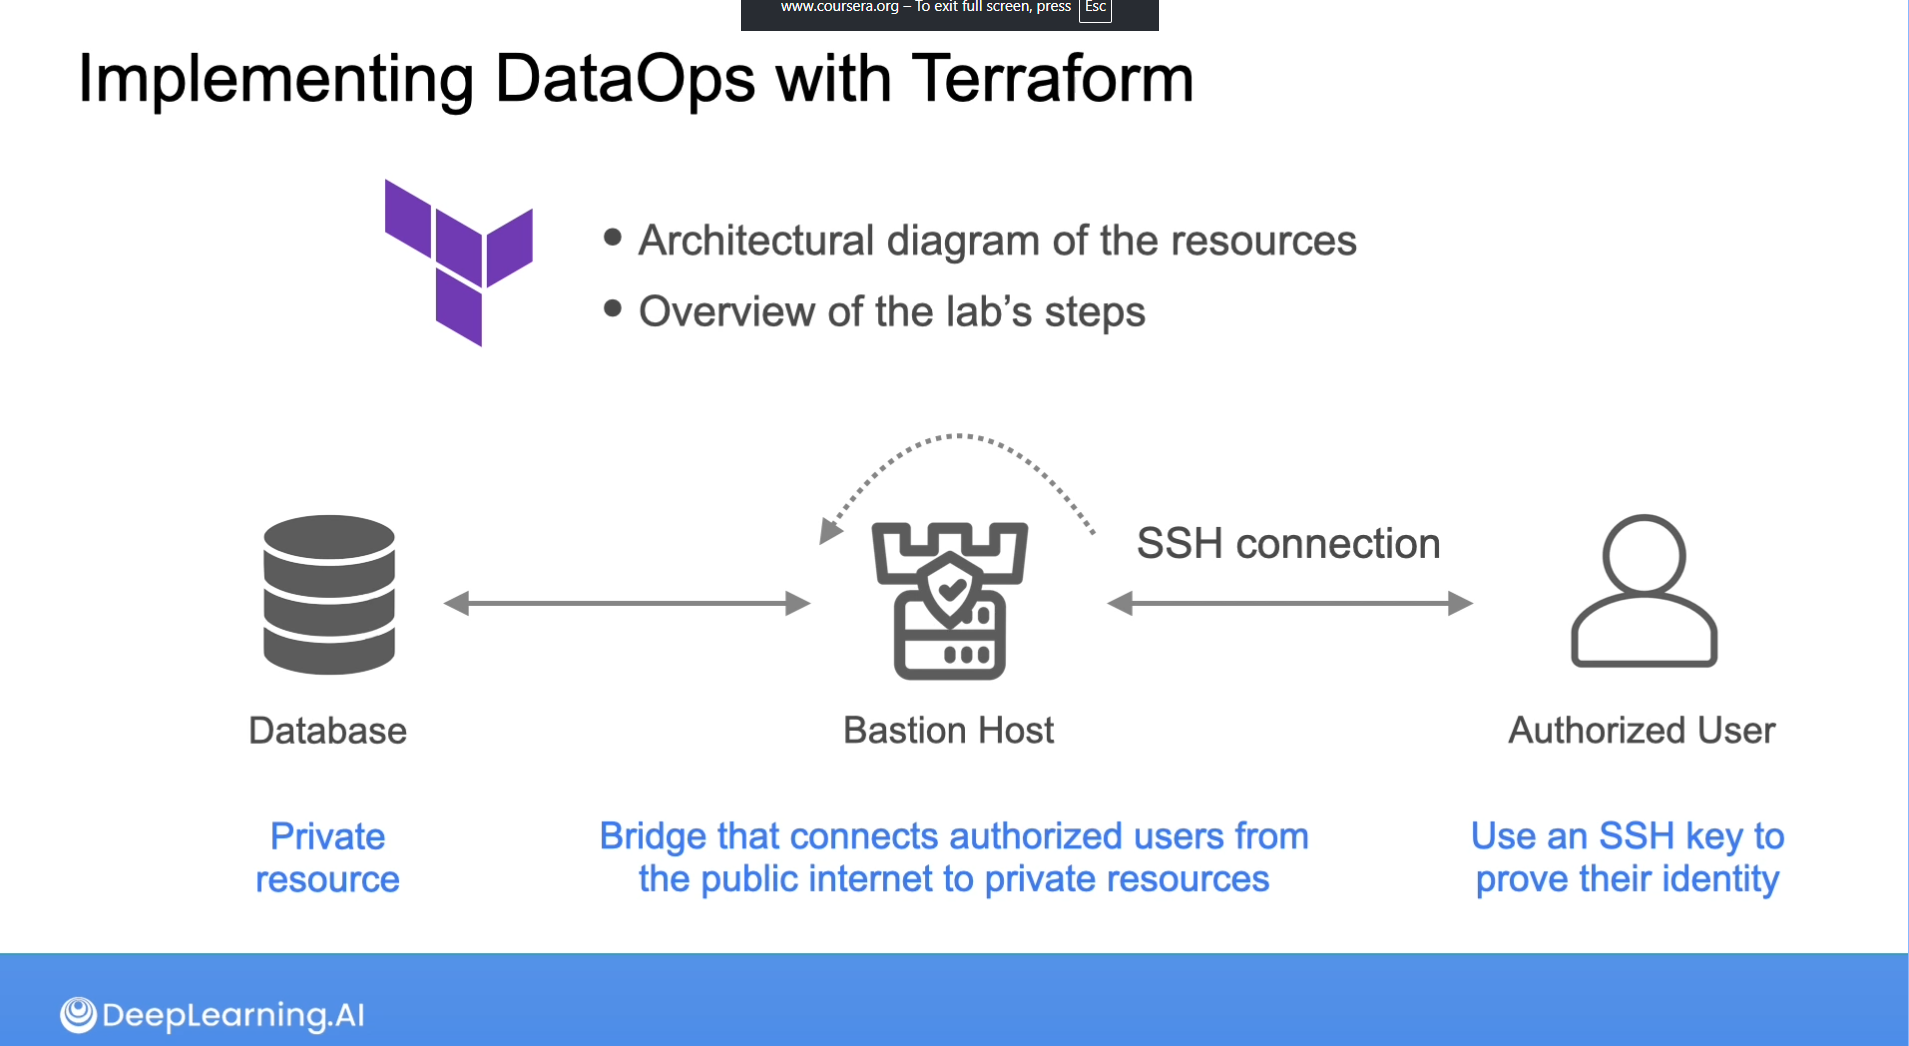 www.coursera.org – To exit full screen, press Esc
Implementing DataOps with Terraform
• Architectural diagram of the resources
• Overview of the lab’s steps
SSH connection
Database
Bastion Host
Authorized User
Private
resource
Bridge that connects authorized users from
the public internet to private resources
Use an SSH key to
prove their identity
DeepLearning.AI